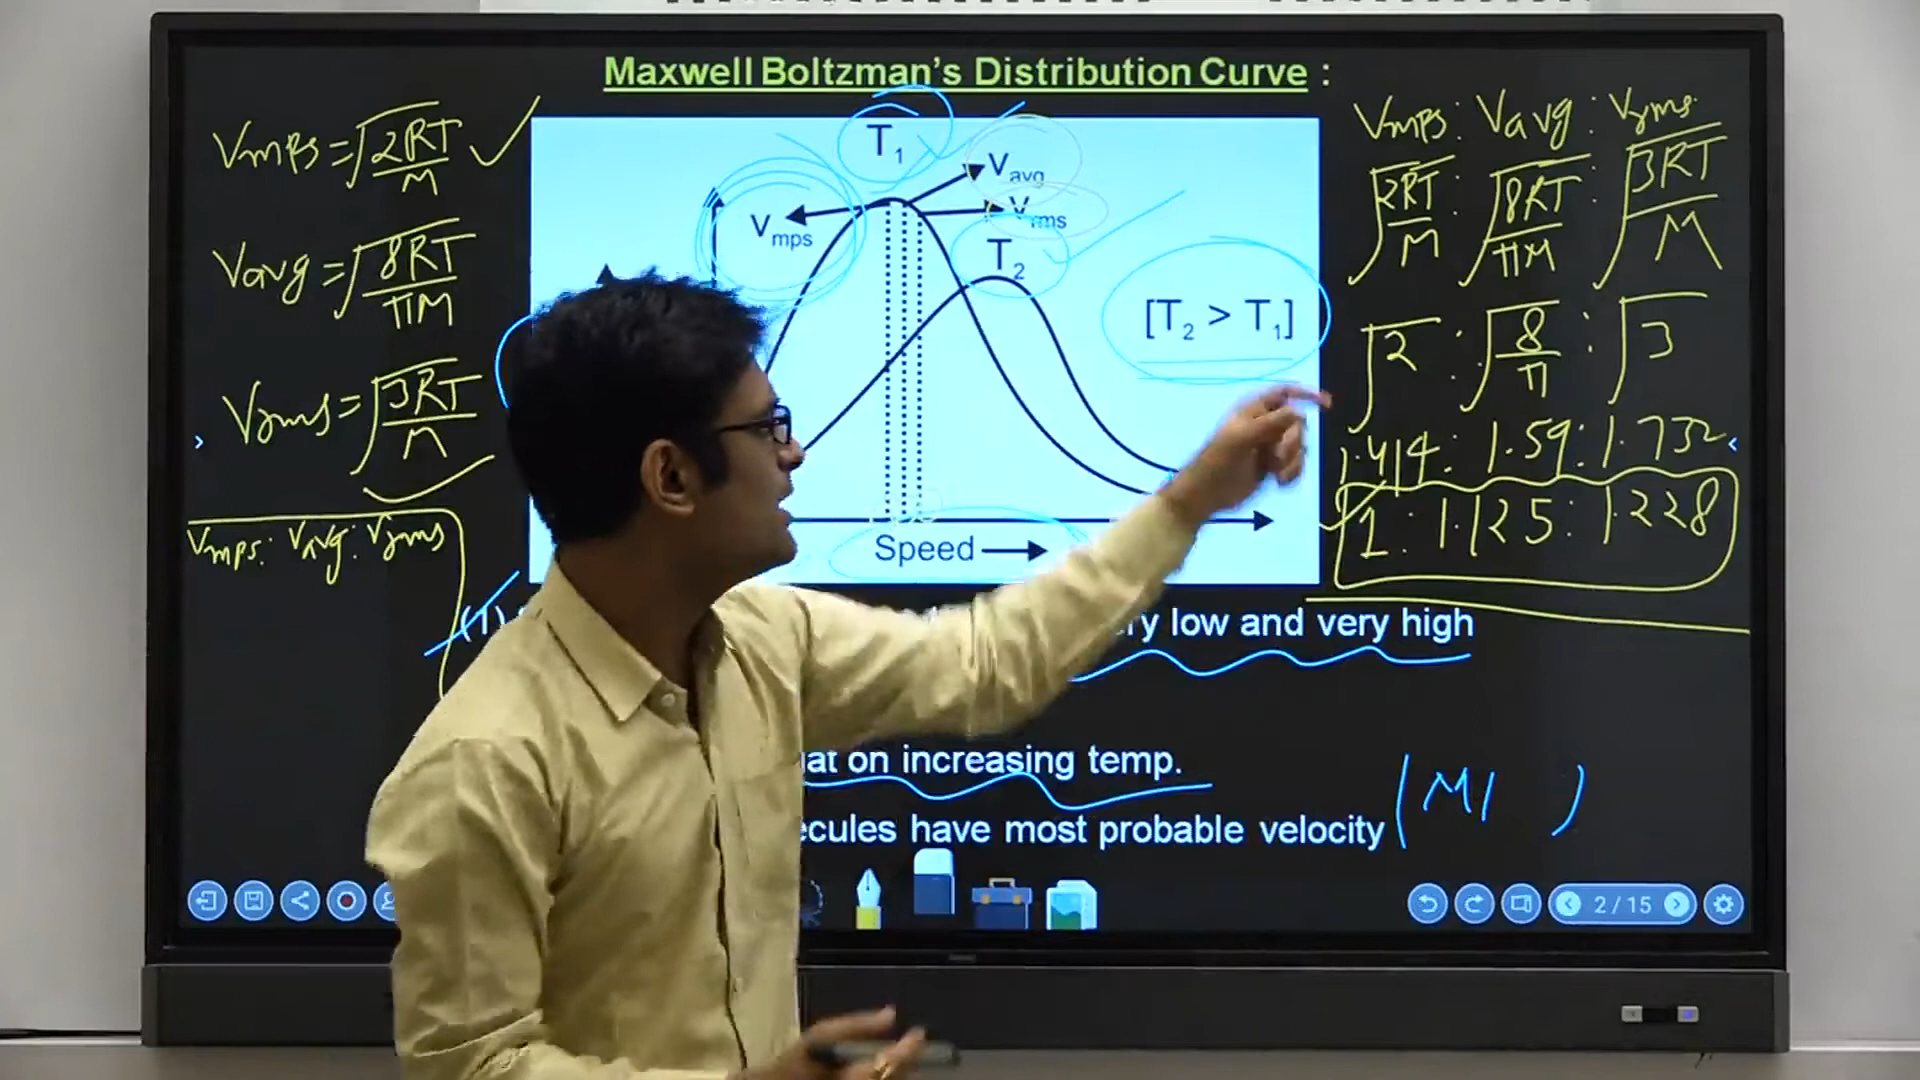 Maxwell Boltzman's Distribution Curve :
Vmps = √2RT/M ✓
Vavg = √8RT/πM
Vrms = √3RT/M
Vmps : Vavg : Vrms
T₁
Vavg
Vrms
Vmps
T₂
[T₂ > T₁]
Speed →
Vmps : Vavg : Vrms
√2RT/M : √8RT/πM : √3RT/M
√2 : √8/π : √3
1.414 : 1.59 : 1.732
1 : 1.125 : 1.228
(1) ry low and very high
at on increasing temp.
ecules have most probable velocity (M1 )
2 / 15